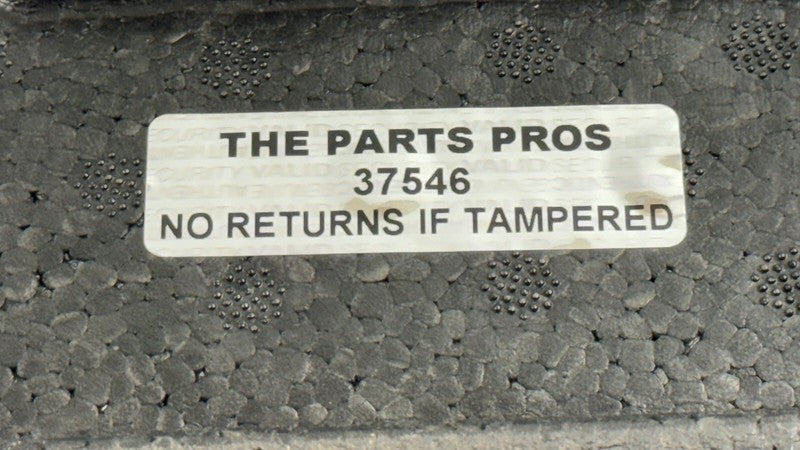 THE PARTS PROS
37546
NO RETURNS IF TAMPERED